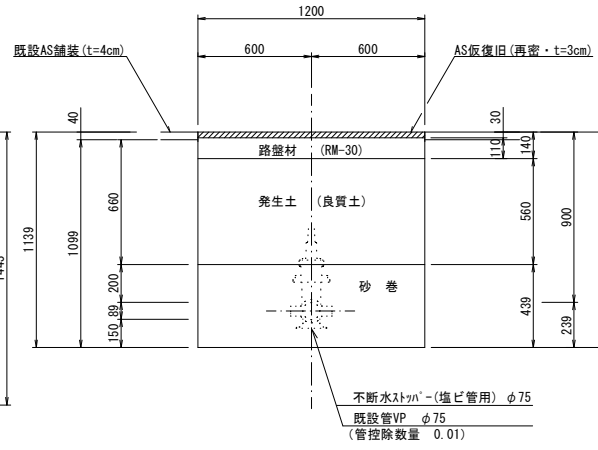 1200
600
600
既設AS舗装(t=4cm)
AS仮復旧(再密・t=3cm)
40
30
路盤材 (RM-30)
140
110
発生土 (良質土)
660
560
900
1139
1099
1443
砂 巻
200
439
89
150
239
不断水ｽﾄｯﾊﾟｰ(塩ビ管用) φ75
既設管VP φ75
(管控除数量 0.01)